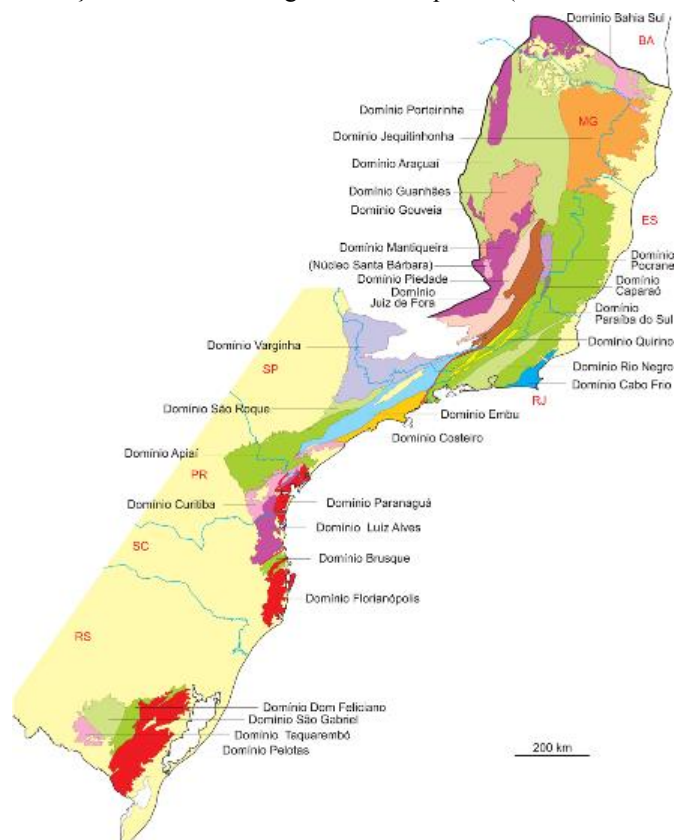 Domínio Bahia Sul
BA
Domínio Porteirinha
MG
Domínio Jequitinhonha
Domínio Araçuaí
Domínio Guanhães
Domínio Gouveia
ES
Domínio Mantiqueira
(Núcleo Santa Bárbara)
Domínio Piedade
Domínio
Juiz de Fora
Domínio
Pocrane
Domínio
Caparaó
Domínio
Paraíba do Sul
Domínio Varginha
Domínio Quirino
SP
Domínio Rio Negro
Domínio Cabo Frio
RJ
Domínio São Roque
Domínio Embu
Domínio Costeiro
Domínio Apiaí
PR
Domínio Curitiba
Domínio Paranaguá
Domínio Luiz Alves
SC
Domínio Brusque
Domínio Florianópolis
RS
Domínio Dom Feliciano
Domínio São Gabriel
Domínio Taquarembó
Domínio Pelotas
200 km